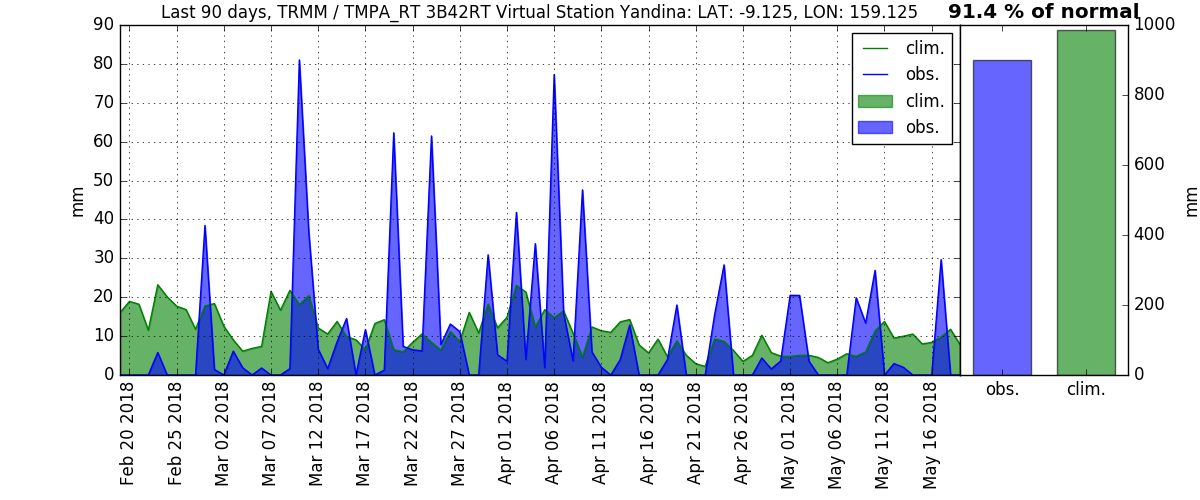 Last 90 days, TRMM / TMPA_RT 3B42RT Virtual Station Yandina: LAT: -9.125, LON: 159.125
91.4 % of normal
90
80
70
60
50
40
30
20
10
0
mm
clim.
obs.
clim.
obs.
1000
800
600
400
200
0
mm
obs.
clim.
Feb 20 2018
Feb 25 2018
Mar 02 2018
Mar 07 2018
Mar 12 2018
Mar 17 2018
Mar 22 2018
Mar 27 2018
Apr 01 2018
Apr 06 2018
Apr 11 2018
Apr 16 2018
Apr 21 2018
Apr 26 2018
May 01 2018
May 06 2018
May 11 2018
May 16 2018